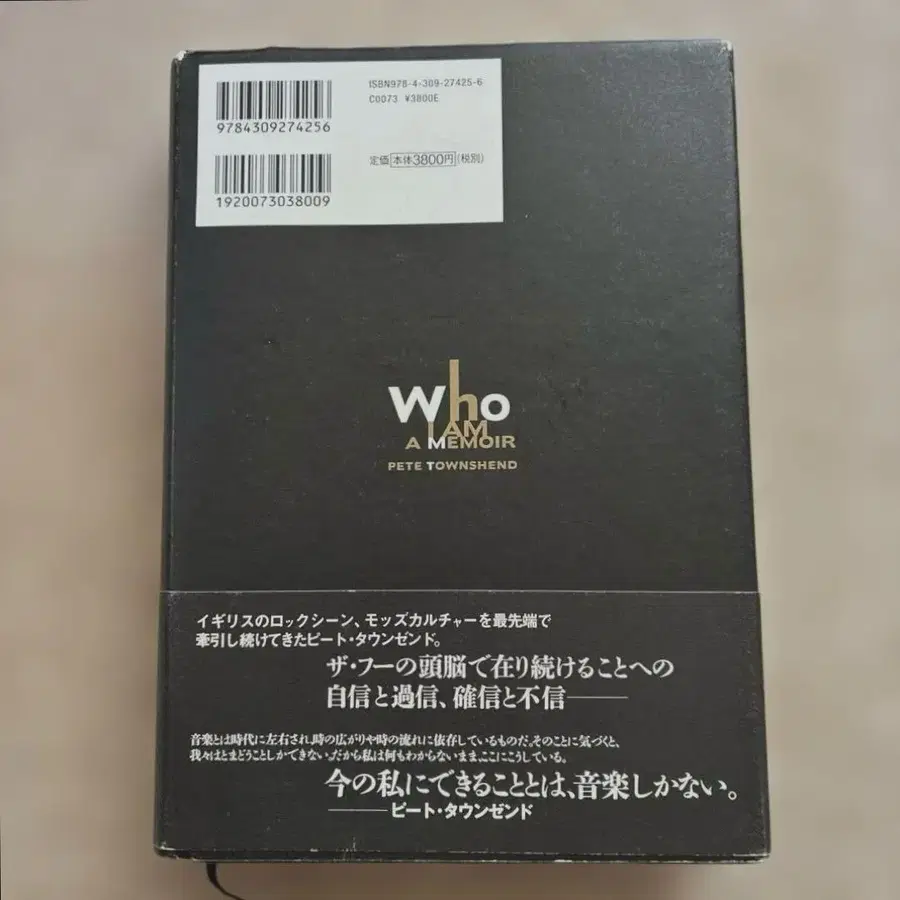 ISBN978-4-309-27425-6
C0073 ¥3800E
9784309274256
定価 本体3800円(税別)
1920073038009
Who
I AM
A MEMOIR
PETE TOWNSHEND
イギリスのロックシーン、モッズカルチャーを最先端で
牽引し続けてきたピート・タウンゼンド。
ザ・フーの頭脳で在り続けることへの
自信と過信、確信と不信――
音楽とは時代に左右され、時の広がりや時の流れに依存しているものだ。そのことに気づくと、
我々はとまどうことしかできない。だから私は何もわからないまま、ここにこうしている。
今の私にできることとは、音楽しかない。
――ピート・タウンゼンド